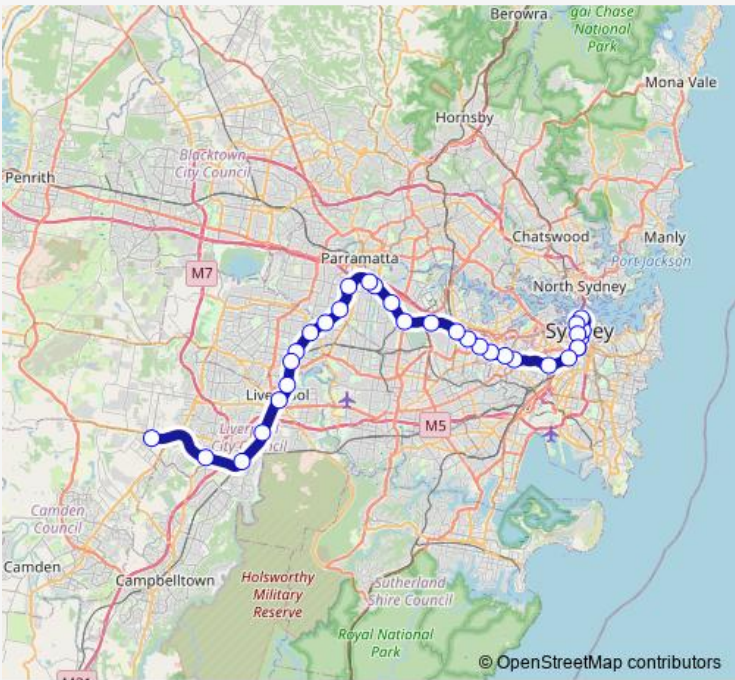 Berowra
gai Chase
National
Park
Mona Vale
Hornsby
Blacktown
City Council
Penrith
Chatswood
Manly
Parramatta
Port Jackson
M7
North Sydney
Sydney
Liverpool
M5
Liverpool
City Council
Camden
Council
Camden
Campbelltown
Holsworthy
Military
Reserve
Sutherland
Shire Council
Royal National
Park
© OpenStreetMap contributors